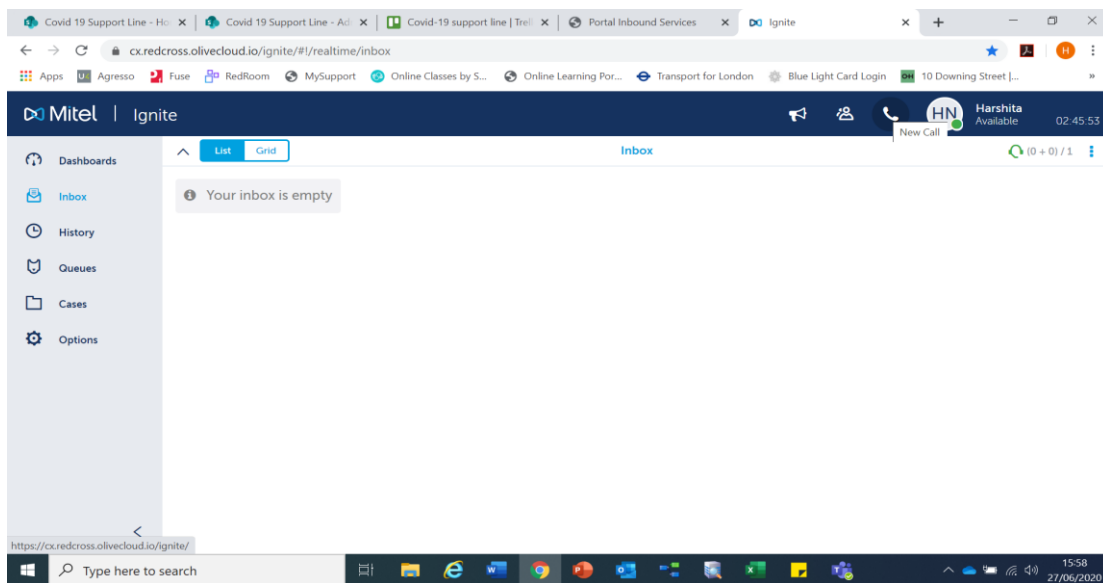 Covid 19 Support Line - Ho
Covid 19 Support Line - Ad
Covid-19 support line | Trell
Portal Inbound Services
Ignite
cx.redcross.olivecloud.io/ignite/#!/realtime/inbox
H
Apps
Agresso
Fuse
RedRoom
MySupport
Online Classes by S...
Online Learning Por...
Transport for London
Blue Light Card Login
10 Downing Street |...
»
Mitel | Ignite
HN
Harshita
Available
02:45:53
New Call
Dashboards
Inbox
History
Queues
Cases
Options
List
Grid
Inbox
(0 + 0) / 1
Your inbox is empty
https://cx.redcross.olivecloud.io/ignite/
Type here to search
15:58
27/06/2020